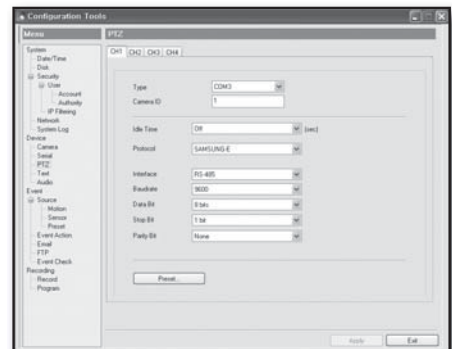 Configuration Tools
Menu
PTZ
System
Date/Time
Disk
Security
User
Account
Authority
IP Filtering
Network
System Log
Device
Camera
Serial
PTZ
Text
Audio
Event
Source
Motion
Sensor
Preset
Event Action
Email
FTP
Event Check
Recording
Record
Program
CH1 CH2 CH3 CH4
Type COM3
Camera ID 1
Idle Time Off (sec)
Protocol SAMSUNG-E
Interface RS-485
Baudrate 9600
Data Bit 8 bits
Stop Bit 1 bit
Parity Bit None
Preset...
Apply Exit